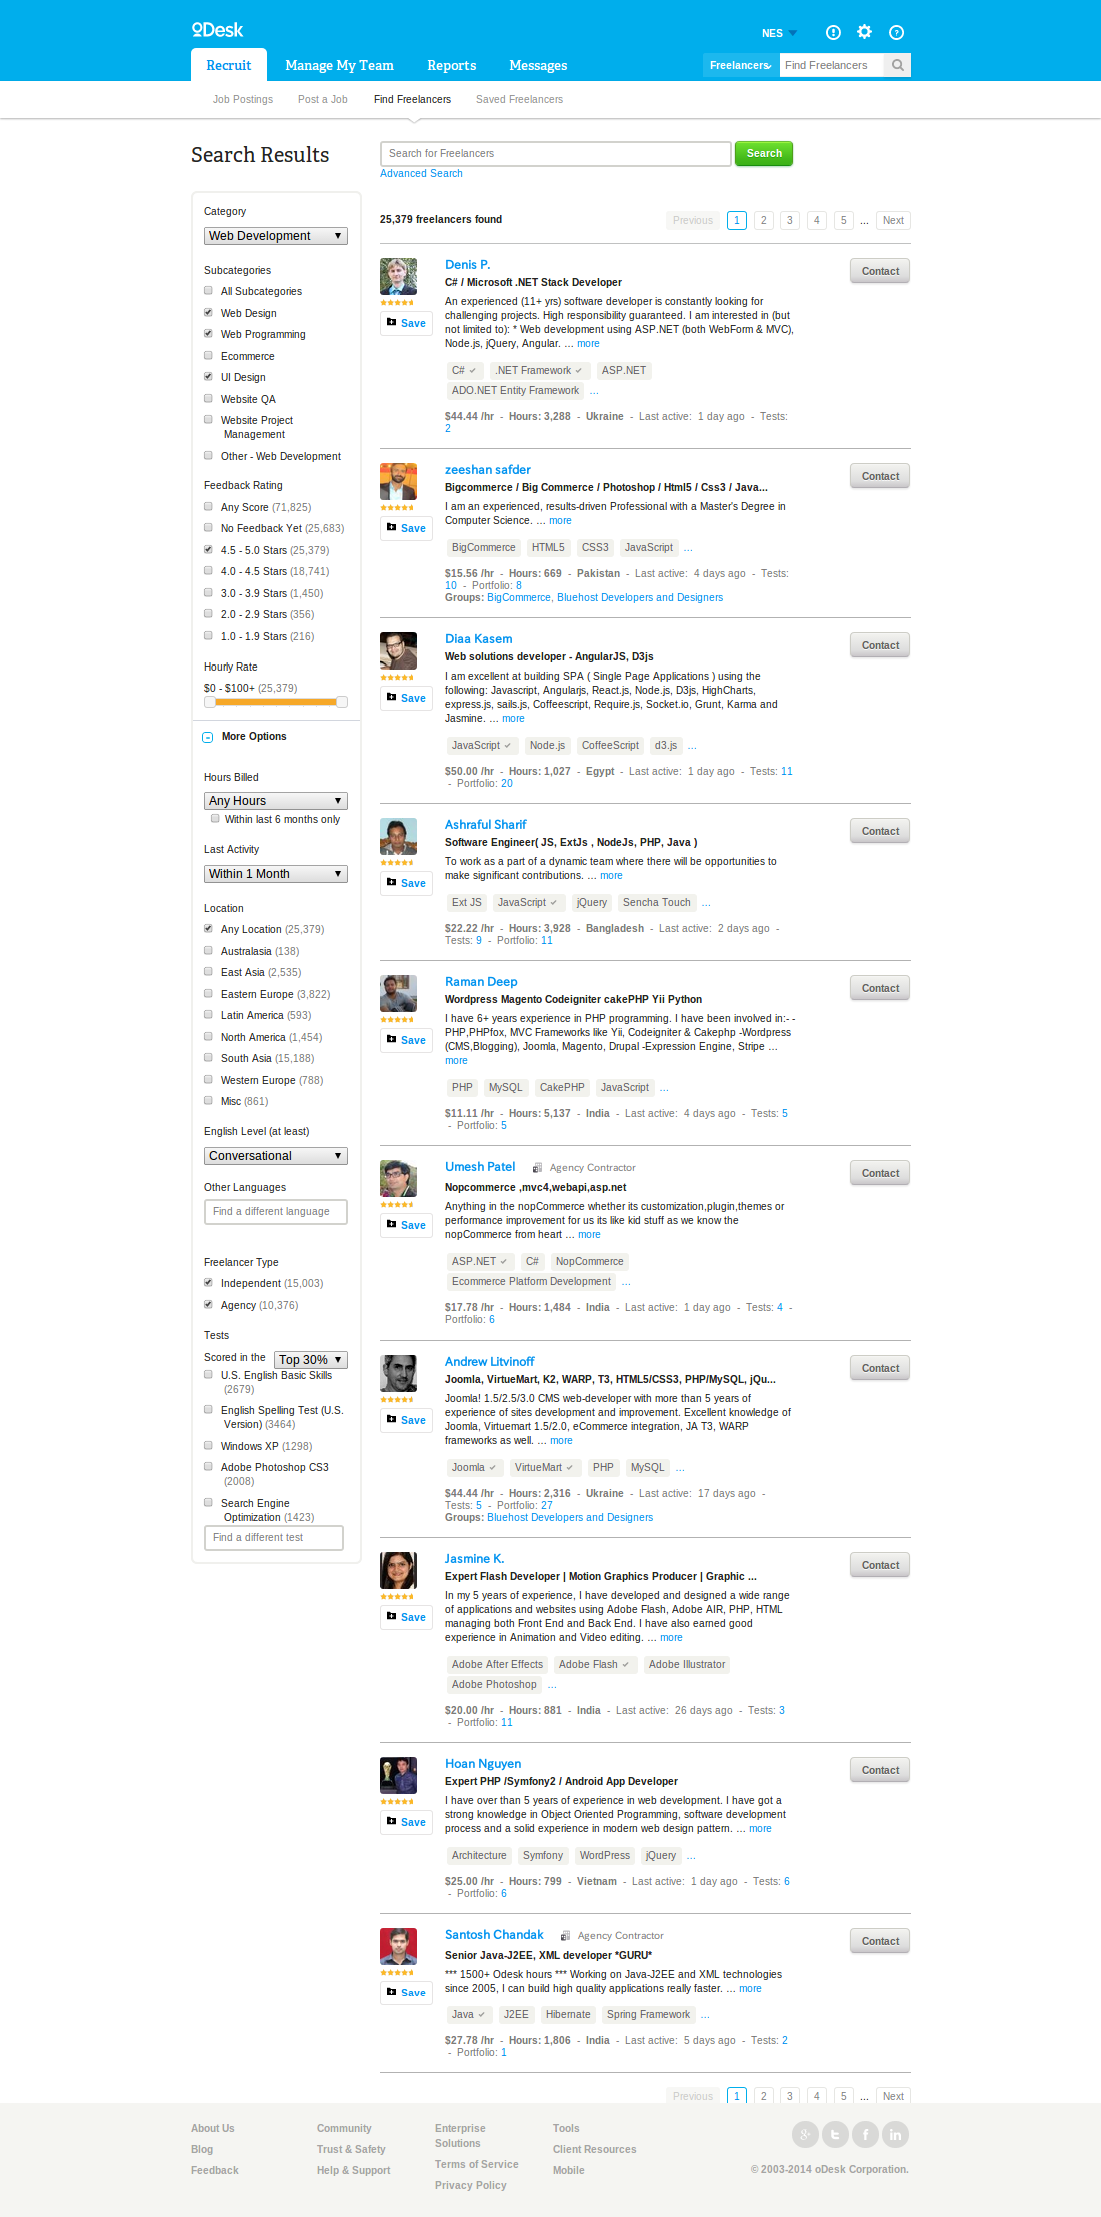 oDesk
NES
Recruit
Manage My Team
Reports
Messages
Freelancers
Find Freelancers
Job Postings
Post a Job
Find Freelancers
Saved Freelancers
Search Results
Search for Freelancers
Search
Advanced Search
Category
Web Development
Subcategories
All Subcategories
Web Design
Web Programming
Ecommerce
UI Design
Website QA
Website Project
Management
Other - Web Development
Feedback Rating
Any Score (71,825)
No Feedback Yet (25,683)
4.5 - 5.0 Stars (25,379)
4.0 - 4.5 Stars (18,741)
3.0 - 3.9 Stars (1,450)
2.0 - 2.9 Stars (356)
1.0 - 1.9 Stars (216)
Hourly Rate
$0 - $100+ (25,379)
More Options
Hours Billed
Any Hours
Within last 6 months only
Last Activity
Within 1 Month
Location
Any Location (25,379)
Australasia (138)
East Asia (2,535)
Eastern Europe (3,822)
Latin America (593)
North America (1,454)
South Asia (15,188)
Western Europe (788)
Misc (861)
English Level (at least)
Conversational
Other Languages
Find a different language
Freelancer Type
Independent (15,003)
Agency (10,376)
Tests
Scored in the Top 30%
U.S. English Basic Skills
(2679)
English Spelling Test (U.S.
Version) (3464)
Windows XP (1298)
Adobe Photoshop CS3
(2008)
Search Engine
Optimization (1423)
Find a different test
25,379 freelancers found
Previous 1 2 3 4 5 ... Next
Denis P.
Contact
C# / Microsoft .NET Stack Developer
An experienced (11+ yrs) software developer is constantly looking for
challenging projects. High responsibility guaranteed. I am interested in (but
not limited to): * Web development using ASP.NET (both WebForm & MVC),
Node.js, jQuery, Angular. ... more
Save
C# .NET Framework ASP.NET
ADO.NET Entity Framework ...
$44.44 /hr - Hours: 3,288 - Ukraine - Last active: 1 day ago - Tests:
2
zeeshan safder
Contact
Bigcommerce / Big Commerce / Photoshop / Html5 / Css3 / Java...
I am an experienced, results-driven Professional with a Master's Degree in
Computer Science. ... more
Save
BigCommerce HTML5 CSS3 JavaScript ...
$15.56 /hr - Hours: 669 - Pakistan - Last active: 4 days ago - Tests:
10 - Portfolio: 8
Groups: BigCommerce, Bluehost Developers and Designers
Diaa Kasem
Contact
Web solutions developer - AngularJS, D3js
I am excellent at building SPA ( Single Page Applications ) using the
following: Javascript, Angularjs, React.js, Node.js, D3js, HighCharts,
express.js, sails.js, Coffeescript, Require.js, Socket.io, Grunt, Karma and
Jasmine. ... more
Save
JavaScript Node.js CoffeeScript d3.js ...
$50.00 /hr - Hours: 1,027 - Egypt - Last active: 1 day ago - Tests: 11
- Portfolio: 20
Ashraful Sharif
Contact
Software Engineer( JS, ExtJs , NodeJs, PHP, Java )
To work as a part of a dynamic team where there will be opportunities to
make significant contributions. ... more
Save
Ext JS JavaScript jQuery Sencha Touch ...
$22.22 /hr - Hours: 3,928 - Bangladesh - Last active: 2 days ago -
Tests: 9 - Portfolio: 11
Raman Deep
Contact
Wordpress Magento Codeigniter cakePHP Yii Python
I have 6+ years experience in PHP programming. I have been involved in:- -
PHP,PHPfox, MVC Frameworks like Yii, Codeigniter & Cakephp -Wordpress
(CMS,Blogging), Joomla, Magento, Drupal -Expression Engine, Stripe ...
more
Save
PHP MySQL CakePHP JavaScript ...
$11.11 /hr - Hours: 5,137 - India - Last active: 4 days ago - Tests: 5
- Portfolio: 5
Umesh Patel Agency Contractor
Contact
Nopcommerce ,mvc4,webapi,asp.net
Anything in the nopCommerce whether its customization,plugin,themes or
performance improvement for us its like kid stuff as we know the
nopCommerce from heart ... more
Save
ASP.NET C# NopCommerce
Ecommerce Platform Development ...
$17.78 /hr - Hours: 1,484 - India - Last active: 1 day ago - Tests: 4 -
Portfolio: 6
Andrew Litvinoff
Contact
Joomla, VirtueMart, K2, WARP, T3, HTML5/CSS3, PHP/MySQL, jQu...
Joomla! 1.5/2.5/3.0 CMS web-developer with more than 5 years of
experience of sites development and improvement. Excellent knowledge of
Joomla, Virtuemart 1.5/2.0, eCommerce integration, JA T3, WARP
frameworks as well. ... more
Save
Joomla VirtueMart PHP MySQL ...
$44.44 /hr - Hours: 2,316 - Ukraine - Last active: 17 days ago -
Tests: 5 - Portfolio: 27
Groups: Bluehost Developers and Designers
Jasmine K.
Contact
Expert Flash Developer | Motion Graphics Producer | Graphic ...
In my 5 years of experience, I have developed and designed a wide range
of applications and websites using Adobe Flash, Adobe AIR, PHP, HTML
managing both Front End and Back End. I have also earned good
experience in Animation and Video editing. ... more
Save
Adobe After Effects Adobe Flash Adobe Illustrator
Adobe Photoshop ...
$20.00 /hr - Hours: 881 - India - Last active: 26 days ago - Tests: 3
- Portfolio: 11
Hoan Nguyen
Contact
Expert PHP /Symfony2 / Android App Developer
I have over than 5 years of experience in web development. I have got a
strong knowledge in Object Oriented Programming, software development
process and a solid experience in modern web design pattern. ... more
Save
Architecture Symfony WordPress jQuery ...
$25.00 /hr - Hours: 799 - Vietnam - Last active: 1 day ago - Tests: 6
- Portfolio: 6
Santosh Chandak Agency Contractor
Contact
Senior Java-J2EE, XML developer *GURU*
*** 1500+ Odesk hours *** Working on Java-J2EE and XML technologies
since 2005, I can build high quality applications really faster. ... more
Save
Java J2EE Hibernate Spring Framework ...
$27.78 /hr - Hours: 1,806 - India - Last active: 5 days ago - Tests: 2
- Portfolio: 1
Previous 1 2 3 4 5 ... Next
About Us
Blog
Feedback
Community
Trust & Safety
Help & Support
Enterprise
Solutions
Terms of Service
Privacy Policy
Tools
Client Resources
Mobile
© 2003-2014 oDesk Corporation.